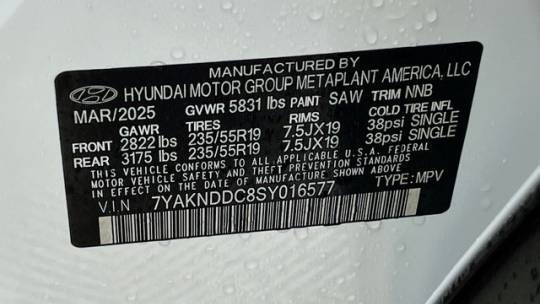 MANUFACTURED BY
HYUNDAI MOTOR GROUP METAPLANT AMERICA, LLC
MAR/2025 GVWR 5831 lbs PAINT SAW TRIM NNB
GAWR TIRES RIMS COLD TIRE INFL
FRONT 2822 lbs 235/55R19 7.5JX19 38psi SINGLE
REAR 3175 lbs 235/55R19 7.5JX19 38psi SINGLE
THIS VEHICLE CONFORMS TO ALL APPLICABLE U.S.A. FEDERAL
MOTOR VEHICLE SAFETY AND THEFT PREVENTION STANDARDS
IN EFFECT ON THE DATE OF MANUFACTURE SHOWN ABOVE.
V.I.N 7YAKNDDC8SY016577 TYPE: MPV